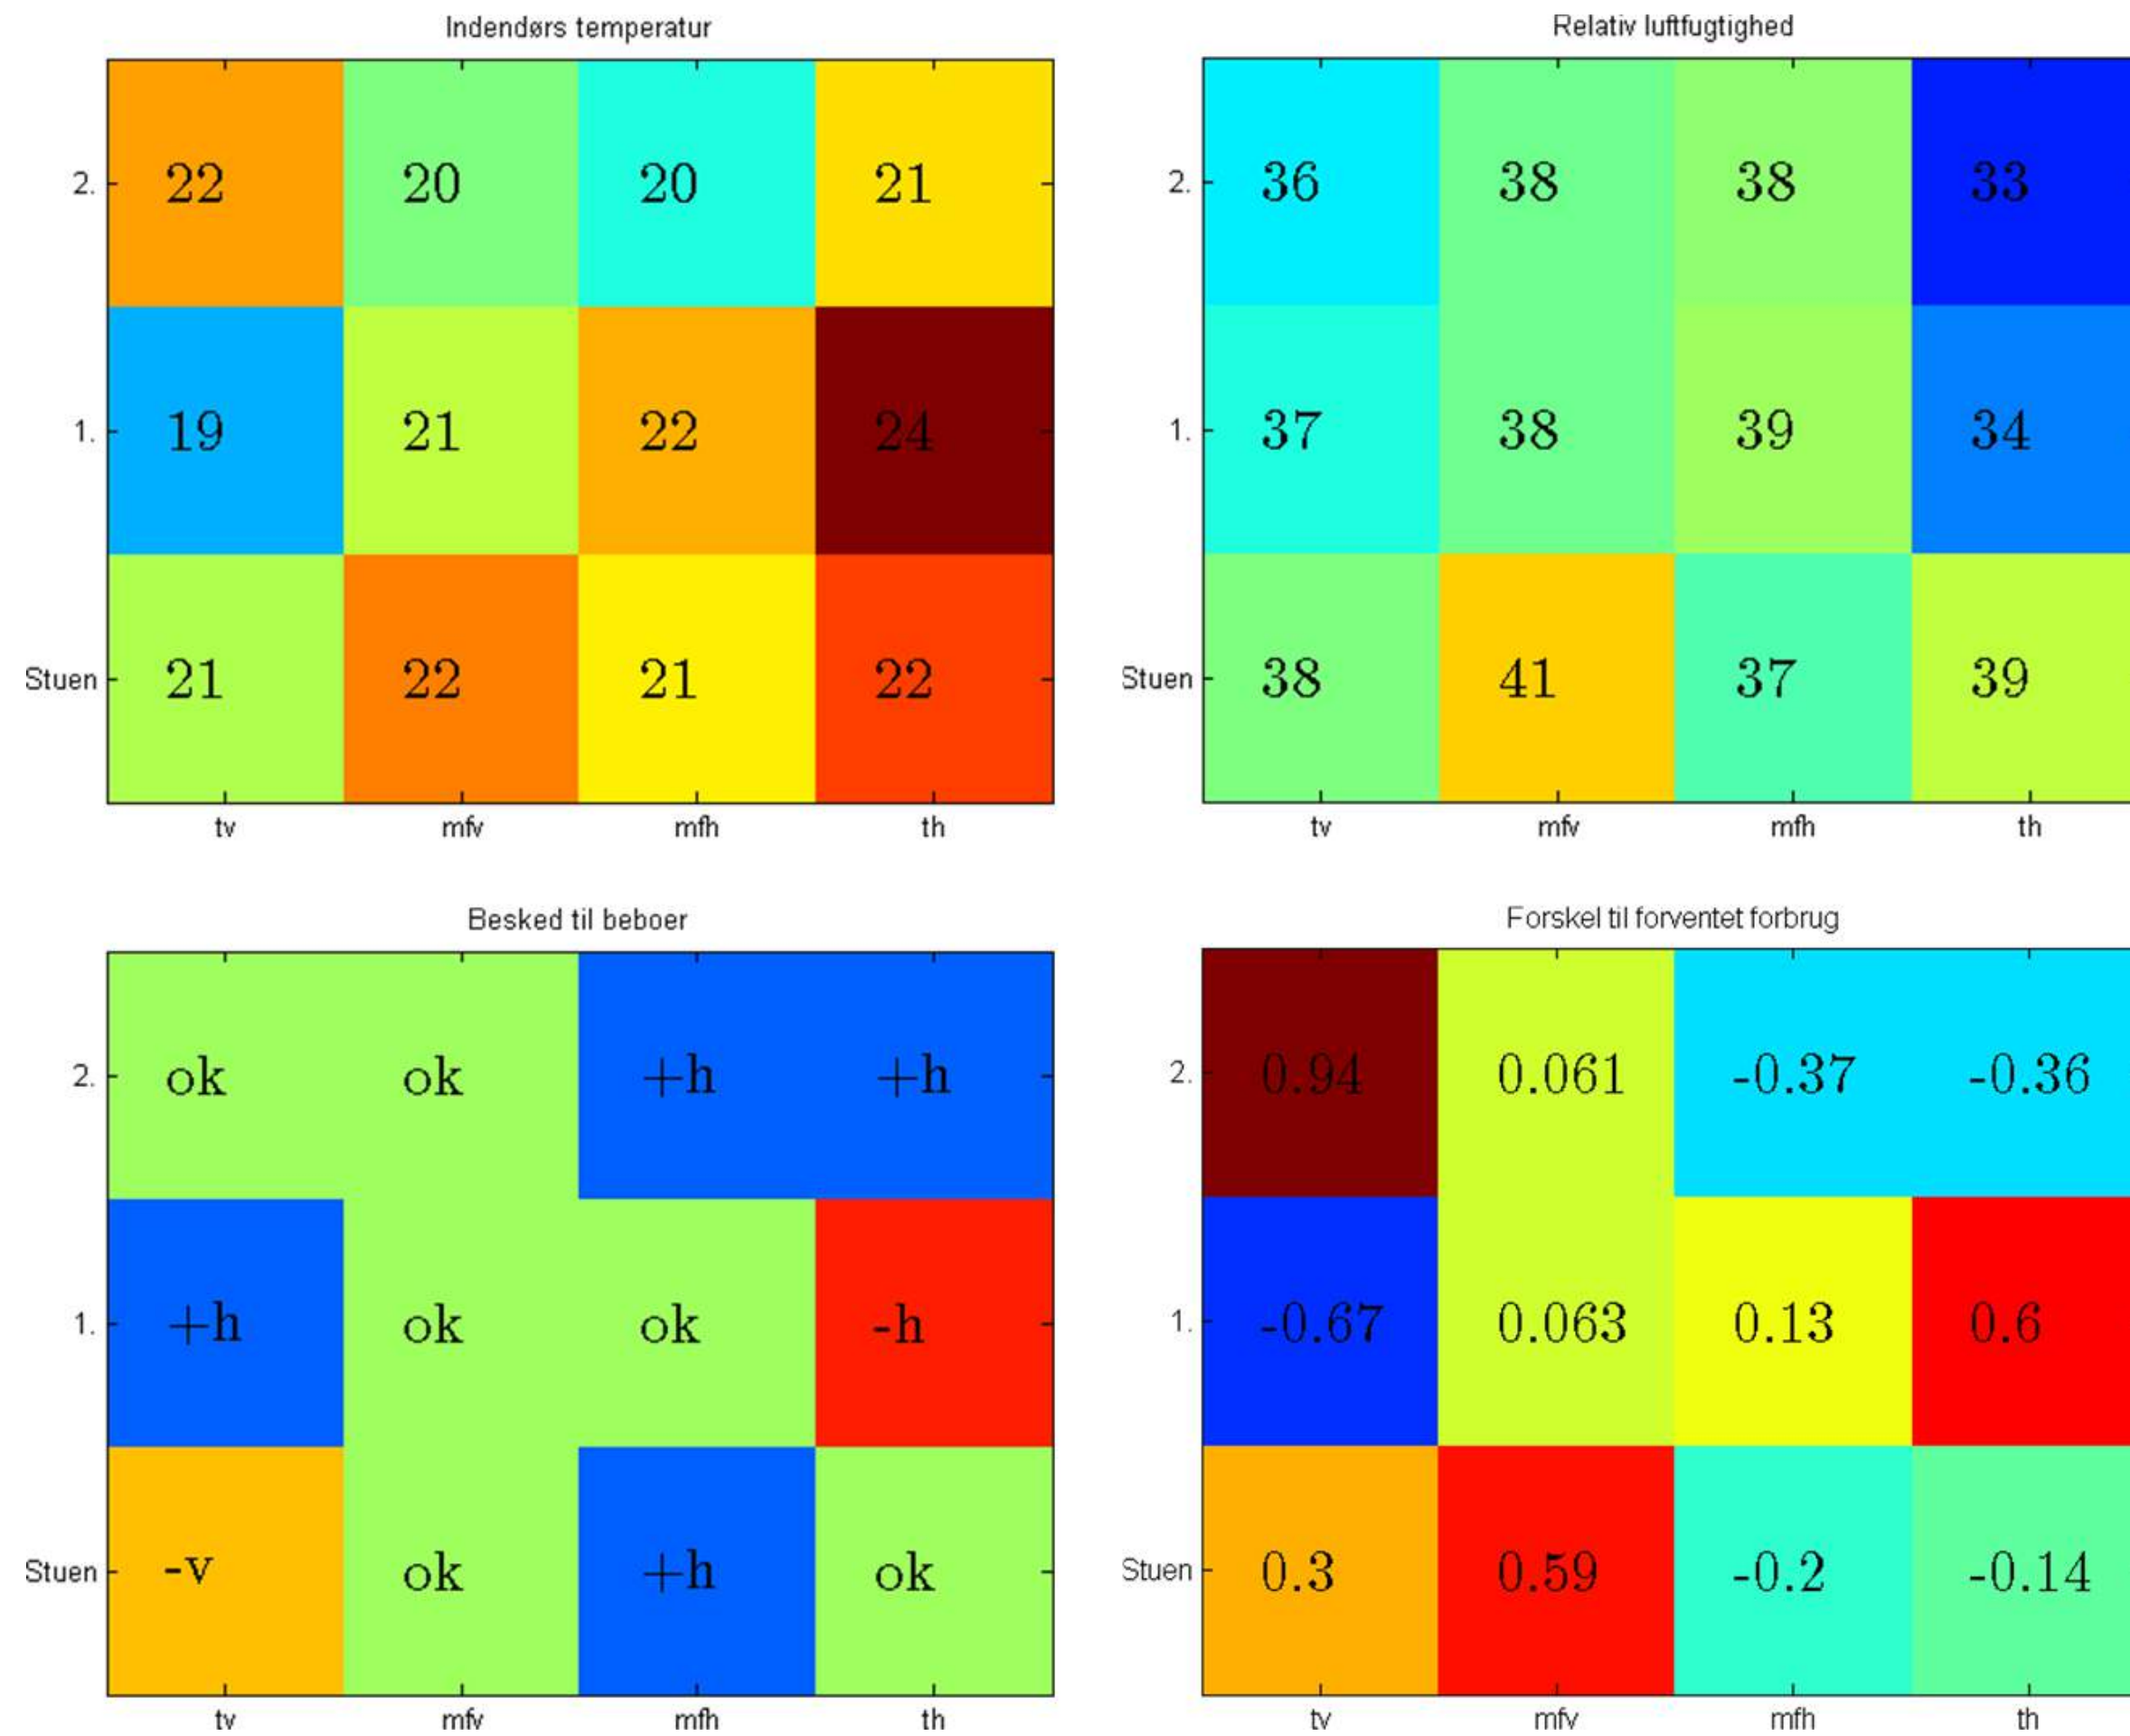 Indendørs temperatur
2. 22 20 20 21
1. 19 21 22 24
Stuen 21 22 21 22
tv mfv mfh th
Relativ luftfugtighed
2. 36 38 38 33
1. 37 38 39 34
Stuen 38 41 37 39
tv mfv mfh th
Besked til beboer
2. ok ok +h +h
1. +h ok ok -h
Stuen -v ok +h ok
tv mfv mfh th
Forskel til forventet forbrug
2. 0.94 0.061 -0.37 -0.36
1. -0.67 0.063 0.13 0.6
Stuen 0.3 0.59 -0.2 -0.14
tv mfv mfh th